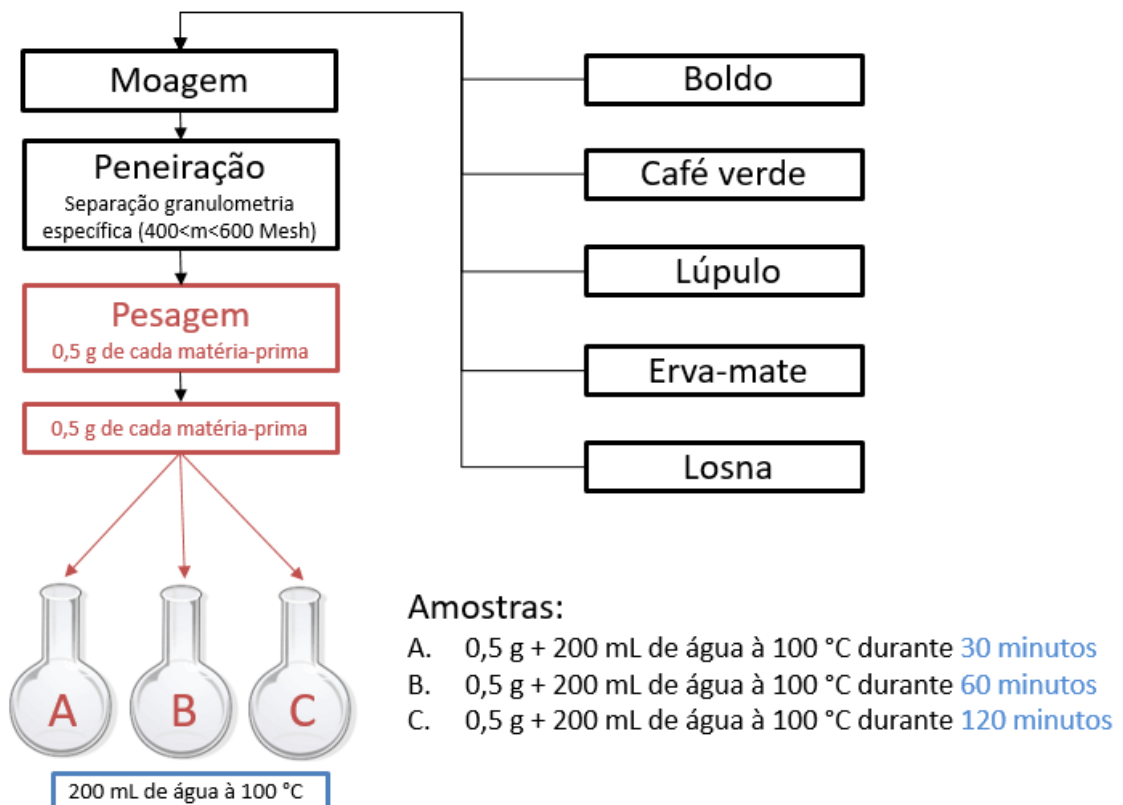 Moagem
Peneiração
Separação granulometria
específica (400<m<600 Mesh)
Pesagem
0,5 g de cada matéria-prima
0,5 g de cada matéria-prima
A
B
C
200 mL de água à 100 °C
Boldo
Café verde
Lúpulo
Erva-mate
Losna
Amostras:
A. 0,5 g + 200 mL de água à 100 °C durante 30 minutos
B. 0,5 g + 200 mL de água à 100 °C durante 60 minutos
C. 0,5 g + 200 mL de água à 100 °C durante 120 minutos